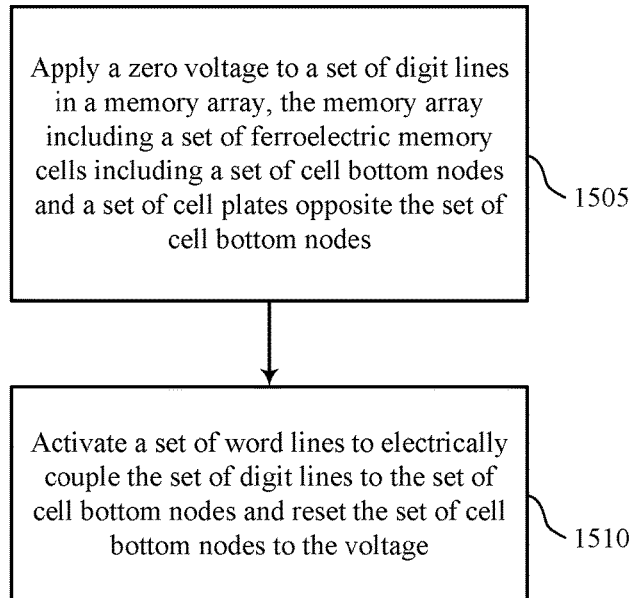 Apply a zero voltage to a set of digit lines
in a memory array, the memory array
including a set of ferroelectric memory
cells including a set of cell bottom nodes
and a set of cell plates opposite the set of
cell bottom nodes
1505
Activate a set of word lines to electrically
couple the set of digit lines to the set of
cell bottom nodes and reset the set of cell
bottom nodes to the voltage
1510